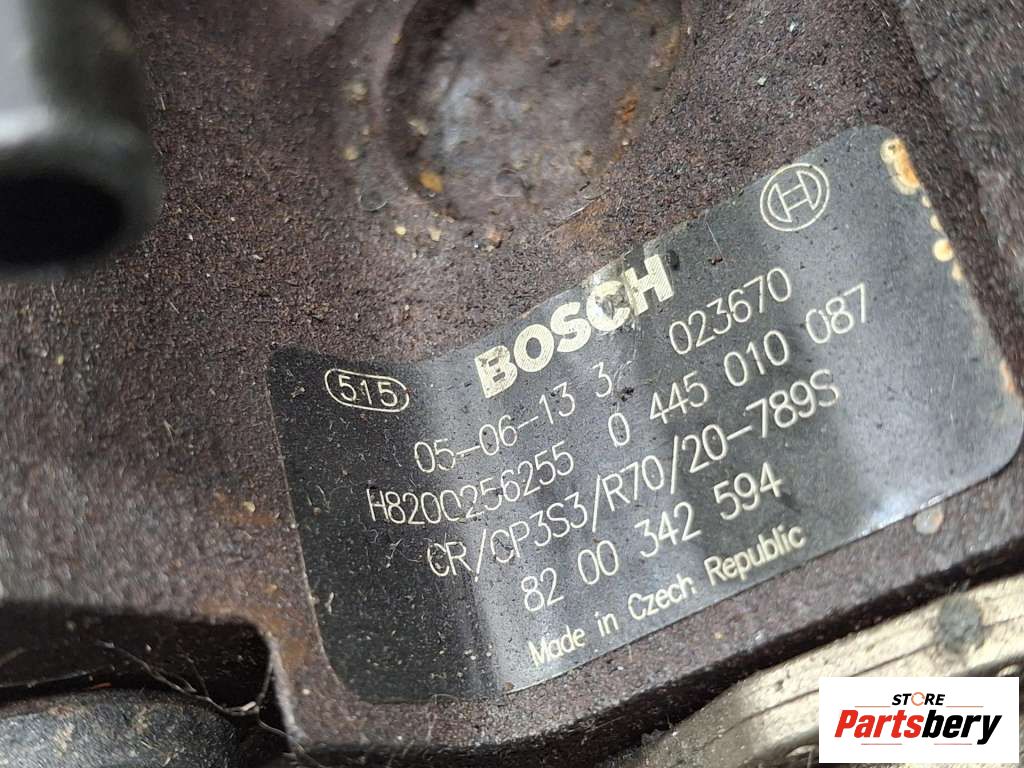 BOSCH
515
05-06-13 3 023670
H8200256255 0 445 010 087
CR/CP3S3/R70/20-789S
82 00 342 594
Made in Czech Republic
STORE
Partsbery